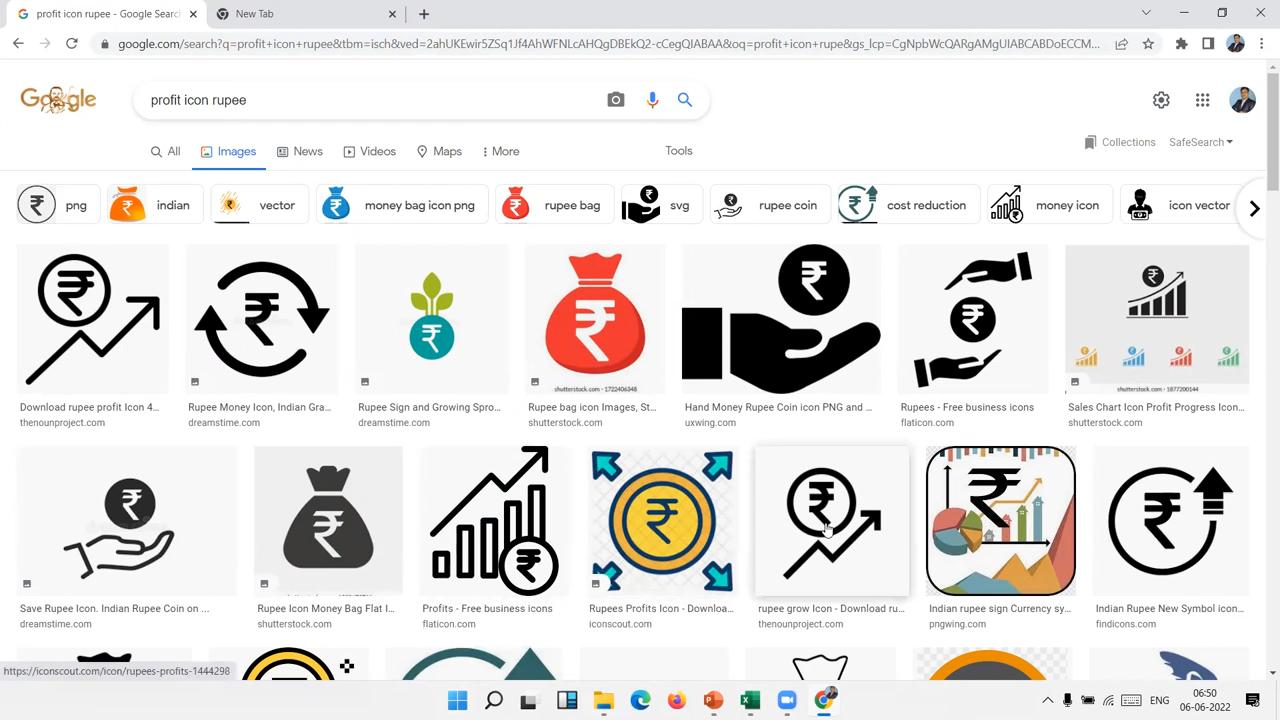 profit icon rupee - Google Searc
New Tab
google.com/search?q=profit+icon+rupee&tbm=isch&ved=2ahUKEwir5ZSq1Jf4AhWFNLcAHQgDBEkQ2-cCegQIABAA&oq=profit+icon+rupe&gs_lcp=CgNpbWcQARgAMgUIABCABDoECCM...
Google
profit icon rupee
All
Images
News
Videos
Maps
More
Tools
Collections
SafeSearch
png
indian
vector
money bag icon png
rupee bag
svg
rupee coin
cost reduction
money icon
icon vector
shutterstock.com · 1722406348
shutterstock.com · 1877200144
Download rupee profit Icon 4...
Rupee Money Icon, Indian Gra...
Rupee Sign and Growing Spro...
Rupee bag icon Images, St...
Hand Money Rupee Coin icon PNG and ...
Rupees - Free business icons
Sales Chart Icon Profit Progress Icon...
thenounproject.com
dreamstime.com
dreamstime.com
shutterstock.com
uxwing.com
flaticon.com
shutterstock.com
Save Rupee Icon. Indian Rupee Coin on ...
Rupee Icon Money Bag Flat I...
Profits - Free business icons
Rupees Profits Icon - Downloa...
rupee grow Icon - Download ru...
Indian rupee sign Currency sy...
Indian Rupee New Symbol icon...
dreamstime.com
shutterstock.com
flaticon.com
iconscout.com
thenounproject.com
pngwing.com
findicons.com
https://iconscout.com/icon/rupees-profits-1444298
ENG
06:50
06-06-2022